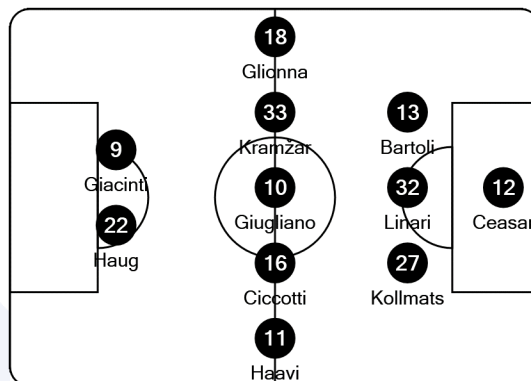 18
Glionna
33
Kramžar
13
Bartoli
9
Giacinti
10
Giugliano
32
Linari
12
Ceasar
22
Haug
16
Ciccotti
27
Kollmats
11
Haavi